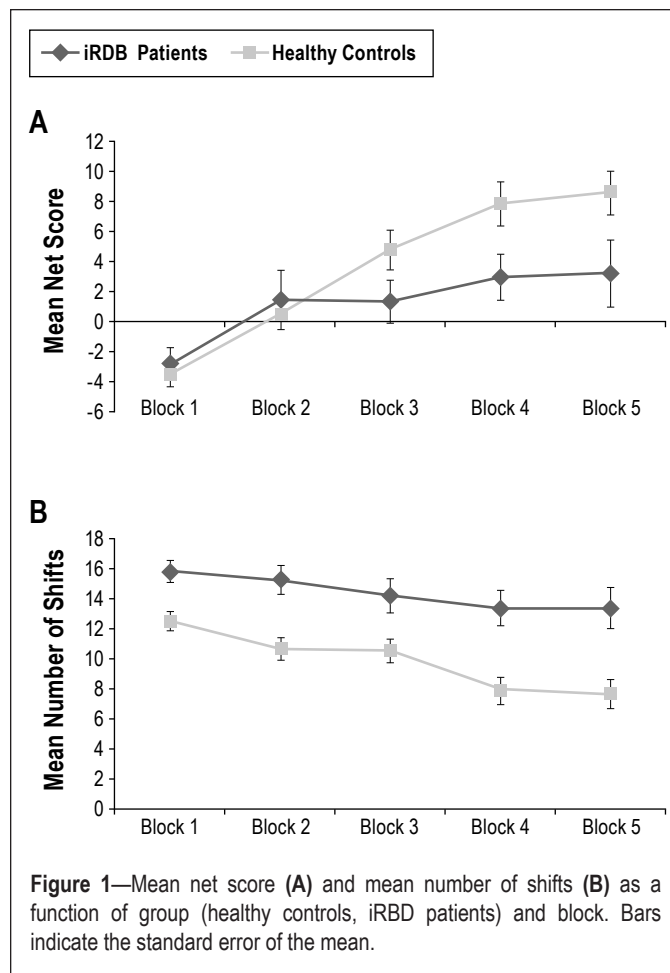 iRDB Patients Healthy Controls
A
Mean Net Score
12
10
8
6
4
2
0
-2
-4
-6
Block 1 Block 2 Block 3 Block 4 Block 5
B
Mean Number of Shifts
18
16
14
12
10
8
6
4
2
0
Block 1 Block 2 Block 3 Block 4 Block 5
Figure 1—Mean net score (A) and mean number of shifts (B) as a
function of group (healthy controls, iRBD patients) and block. Bars
indicate the standard error of the mean.